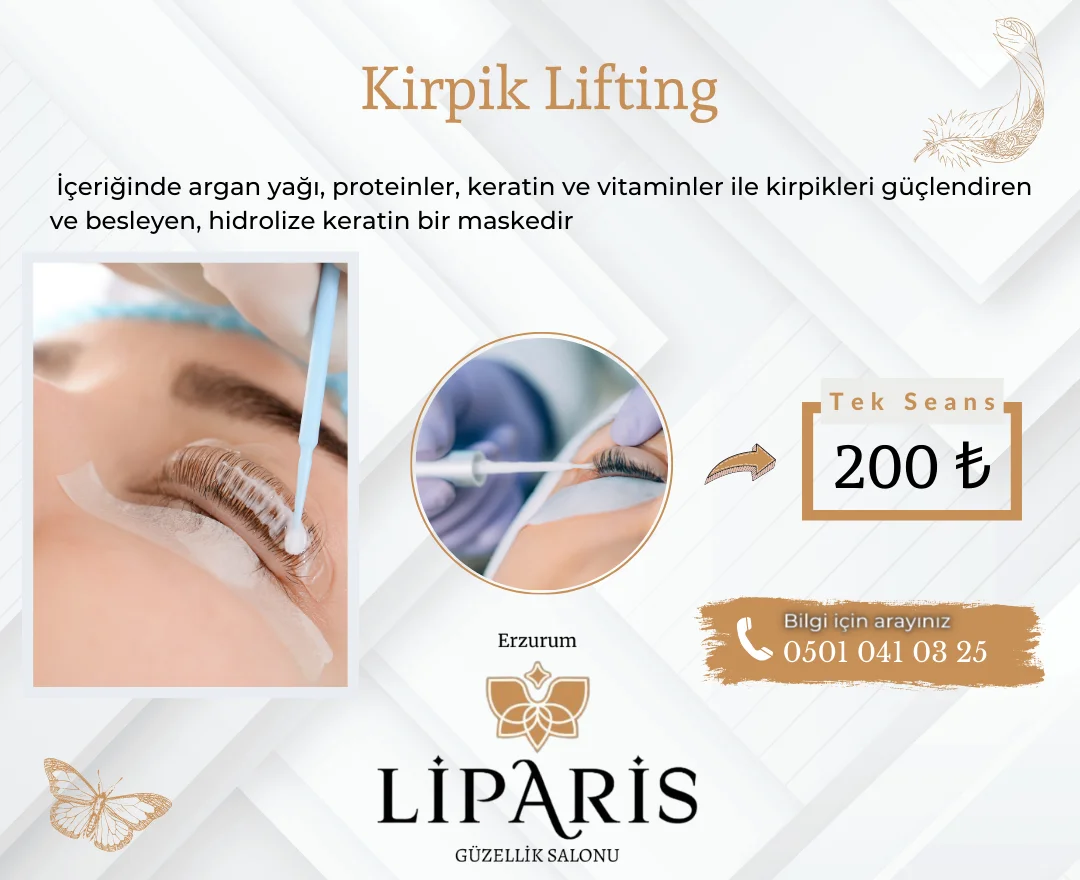 Kirpik Lifting
İçeriğinde argan yağı, proteinler, keratin ve vitaminler ile kirpikleri güçlendiren
ve besleyen, hidrolize keratin bir maskedir
Tek Seans
200 ₺
Bilgi için arayınız
0501 041 03 25
Erzurum
LİPARİS
GÜZELLİK SALONU